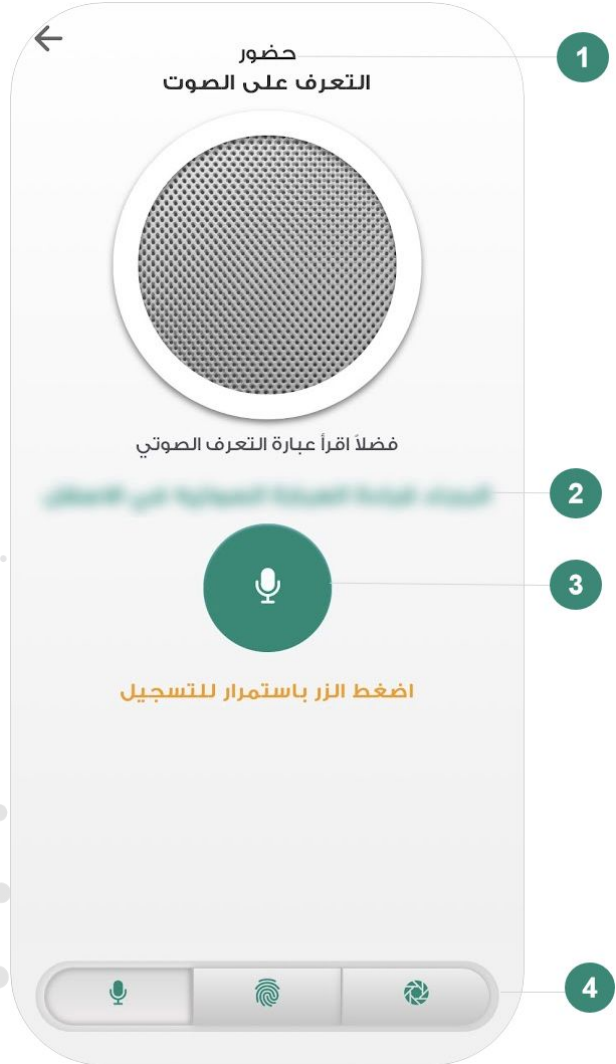 حضور
1
التعرف على الصوت
فضلاً اقرأ عبارة التعرف الصوتي
2
3
اضغط الزر باستمرار للتسجيل
4